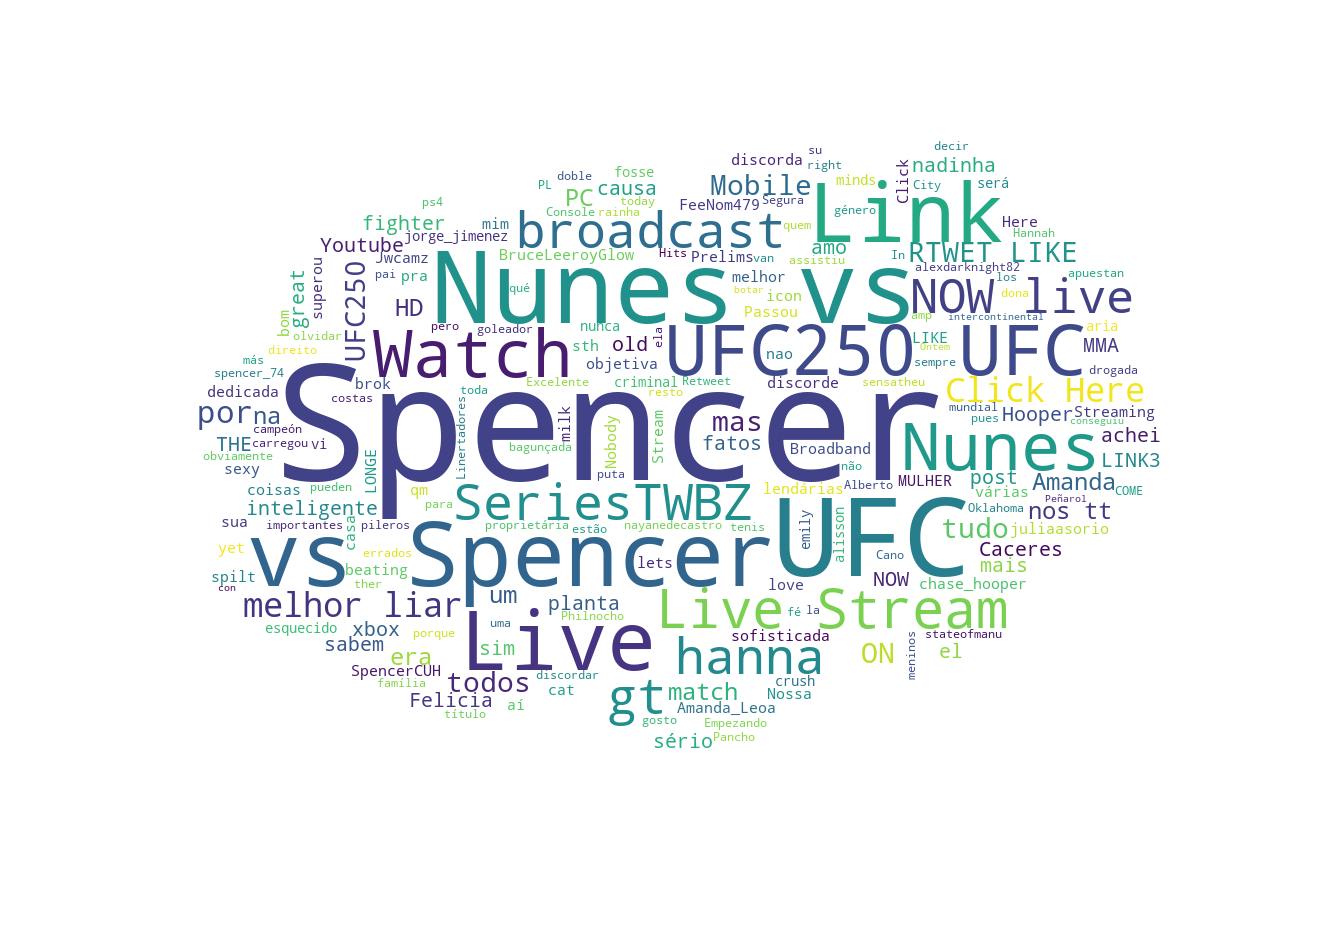 decir
su
discorda
right
nadinha
Click
doble
fosse
Link
PL
PC
causa
Mobile
minds
City
será
ps4
Console
rainha
today
FeeNom479
Segura
género
fighter
mim
broadcast
quem
Here
Hannah
Youtube
jorge_jimenez
amo
RTWET LIKE
Jwcamz
BruceLeeroyGlow
Hits
Prelims
van
assistiu
In
alexdarknight82
superou
great
UFC250
pai
pra
Nunes vs
melhor
los
apuestan
HD
qué
botar
icon
NOW live
dona
bom
olvidar
pero
goleador
nunca
ela
Passou
amp
intercontinental
aria
direito
Watch
sth
old
UFC250
nao
UFC
LIKE
MMA
más
objetiva
Ontem
sempre
drogada
spencer_74
brok
Excelente
criminal
Retweet
discorde
sensatheu
Click Here
dedicada
costas
toda
resto
mundial
porna
Spencer
milk
mas
pues
Hooper
Streaming
conseguiu
campeón
THE
carregou
vi
Linertadores
bagunçada
Nobody
Stream
fatos
Broadband
Nunes
achei
obviamente
LONGE
sexy
puta
não
LINK3
coisas
pueden
qm
lendárias
Alberto
MULHER
post
Amanda
COME
inteligente
para
SeriesTWBZ
UFC
várias
Peñarol
Oklahoma
nos tt
sua
importantes
pileros
proprietária
estão
nayanedecastro
tenis
emily
alisson
tudo
juliaasorio
casa
yet
errados
vs Spencer
Cano
Caceres
mais
spilt
beating
lets
con
ther
love
NOW
chase_hooper
melhor liar
um
planta
Live Stream
fé
la
Philnocho
esquecido
xbox
porque
uma
Live
sofisticada
stateofmanu
sabem
era
sim
hanna
ON
meninos
el
SpencerCUH
todos
discordar
crush
família
cat
gt
match
Nossa
Felicia
aí
Amanda_Leoa
título
gosto
Empezando
sério
Pancho